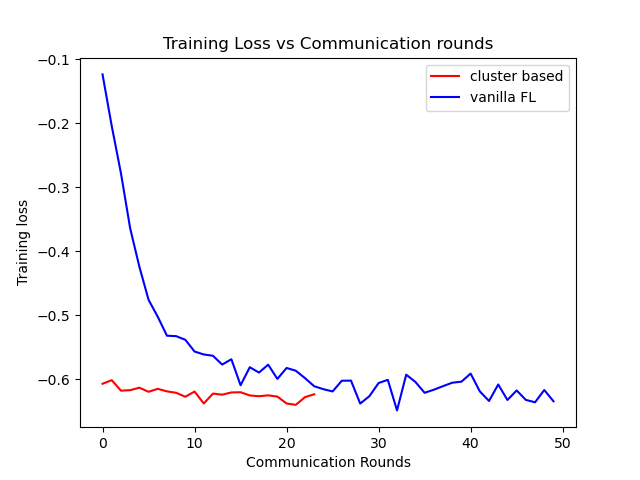 Training Loss vs Communication rounds
cluster based
vanilla FL
Training loss
−0.1
−0.2
−0.3
−0.4
−0.5
−0.6
0 10 20 30 40 50
Communication Rounds